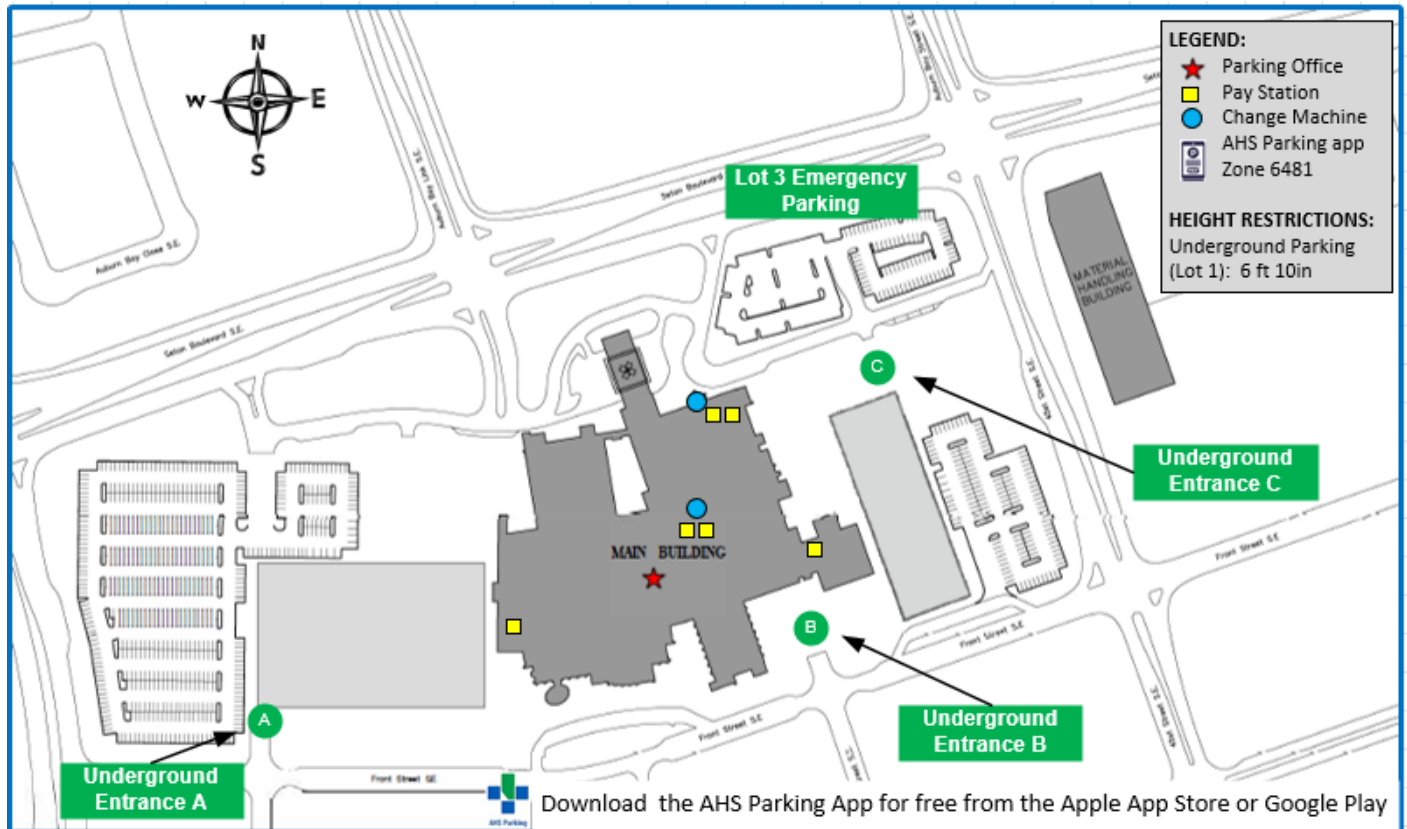 N
W
E
S
LEGEND:
Parking Office
Pay Station
Change Machine
AHS Parking app
Zone 6481
HEIGHT RESTRICTIONS:
Underground Parking
(Lot 1): 6 ft 10in
Auburn Bay Close S.E.
Seton Boulevard
Lot 3 Emergency
Parking
MATERIAL
HANDLING
BUILDING
Seton Boulevard S.E.
C
Underground
Entrance C
MAIN BUILDING
Front Street S.E.
B
Front Street S.E
A
Front Street S.E
Underground
Entrance B
Underground
Entrance A
Front Street SE
AHS Parking
Download the AHS Parking App for free from the Apple App Store or Google Play